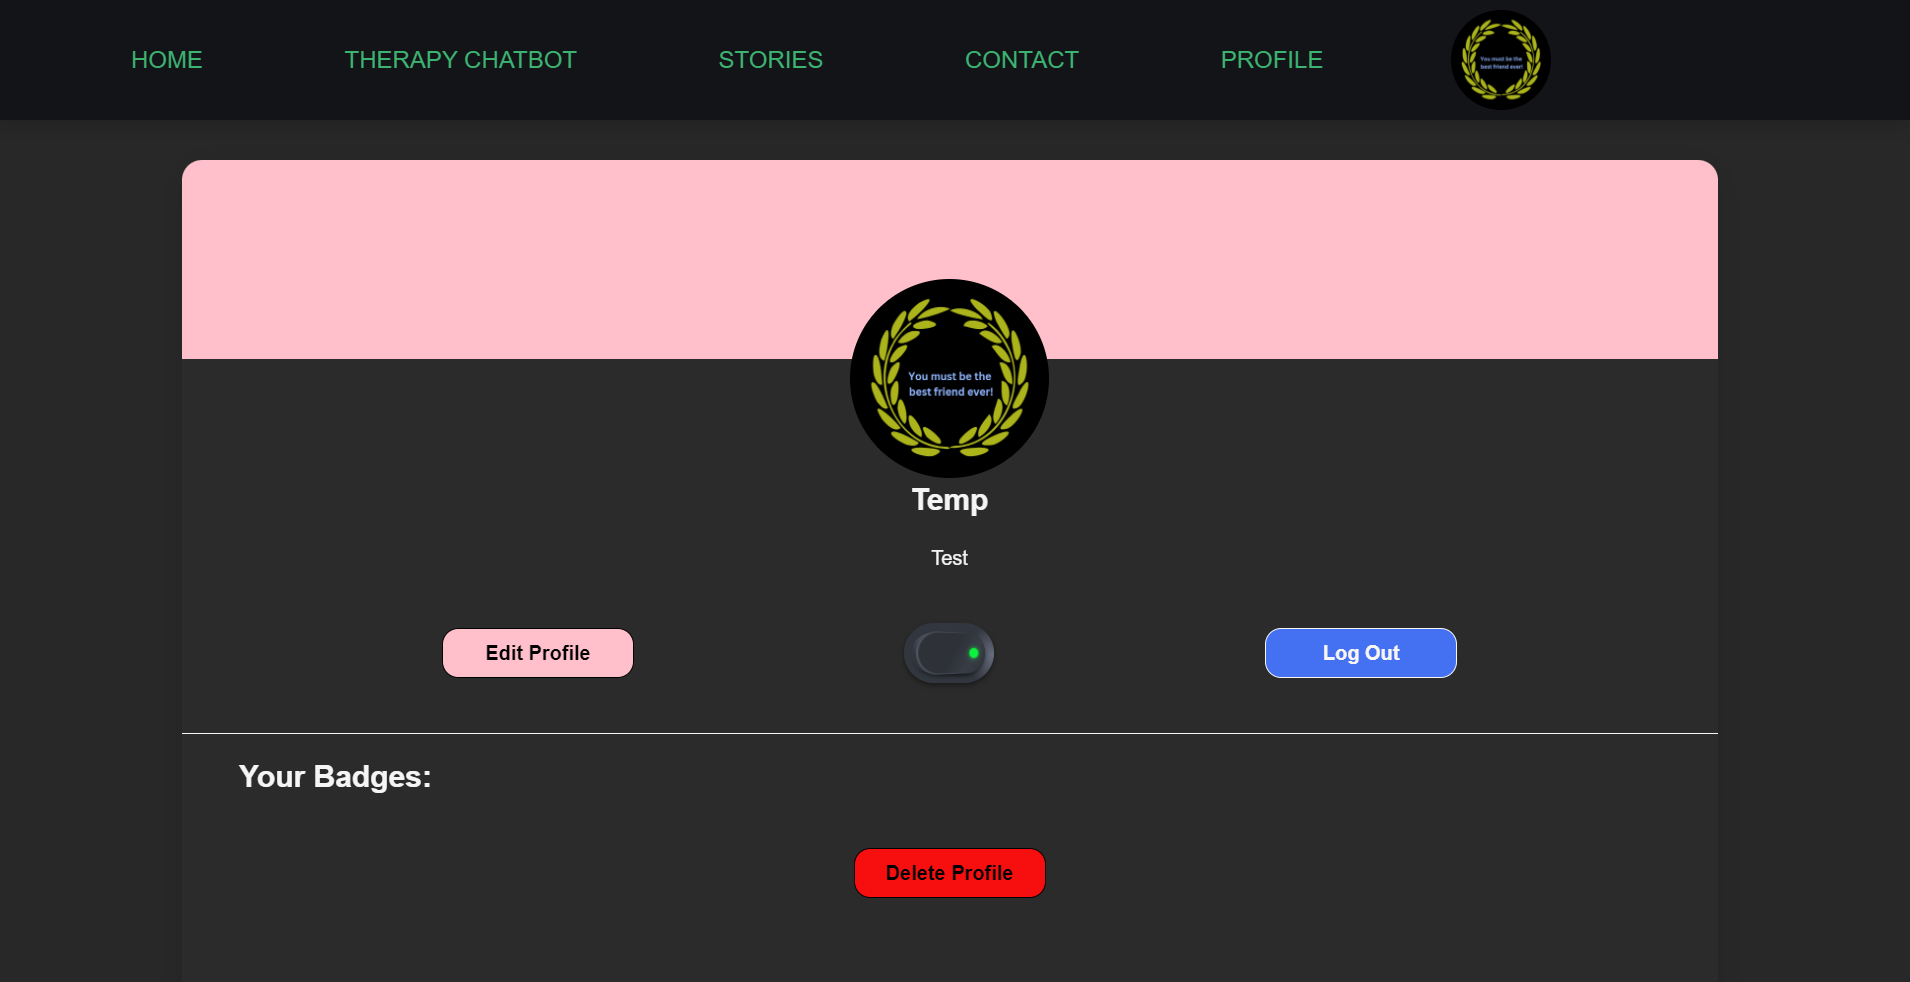 HOME
THERAPY CHATBOT
STORIES
CONTACT
PROFILE
You must be the
best friend ever!
You must be the
best friend ever!
Temp
Test
Edit Profile
Log Out
Your Badges:
Delete Profile